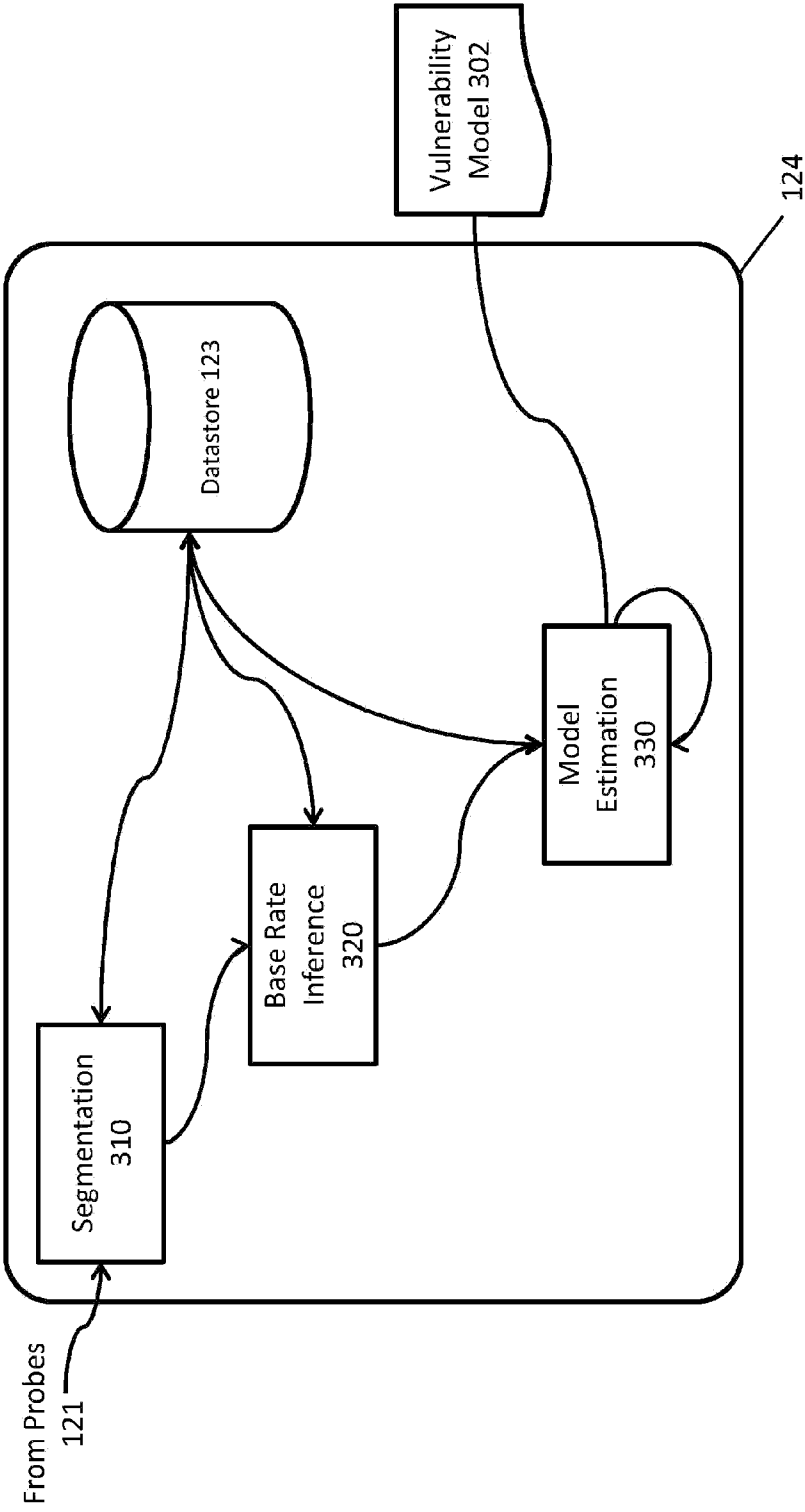 From Probes
121
Segmentation
310
Base Rate
Inference
320
Model
Estimation
330
Datastore 123
Vulnerability
Model 302
124